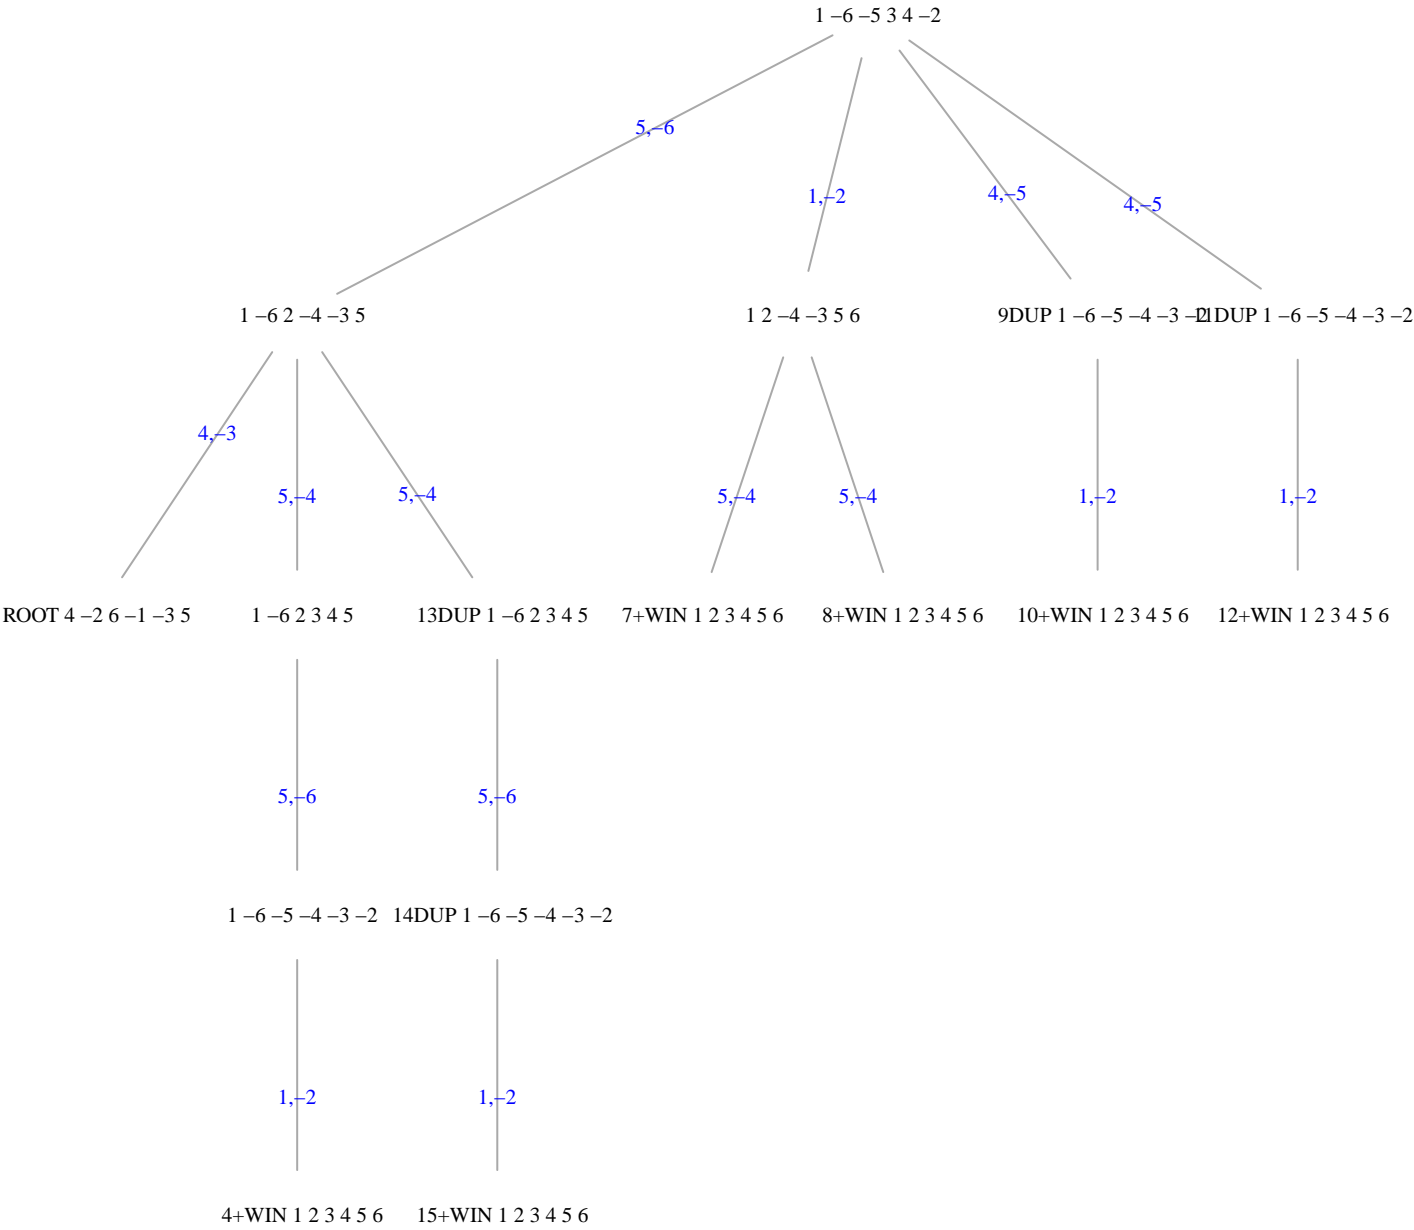 1 –6 –5 3 4 –2
5,–6
1,–2
4,–5
4,–5
1 –6 2 –4 –3 5
1 2 –4 –3 5 6
9DUP 1 –6 –5 –4 –3 –2
11DUP 1 –6 –5 –4 –3 –2
4,–3
5,–4
5,–4
5,–4
5,–4
1,–2
1,–2
ROOT 4 –2 6 –1 –3 5
1 –6 2 3 4 5
13DUP 1 –6 2 3 4 5
7+WIN 1 2 3 4 5 6
8+WIN 1 2 3 4 5 6
10+WIN 1 2 3 4 5 6
12+WIN 1 2 3 4 5 6
5,–6
5,–6
1 –6 –5 –4 –3 –2
14DUP 1 –6 –5 –4 –3 –2
1,–2
1,–2
4+WIN 1 2 3 4 5 6
15+WIN 1 2 3 4 5 6